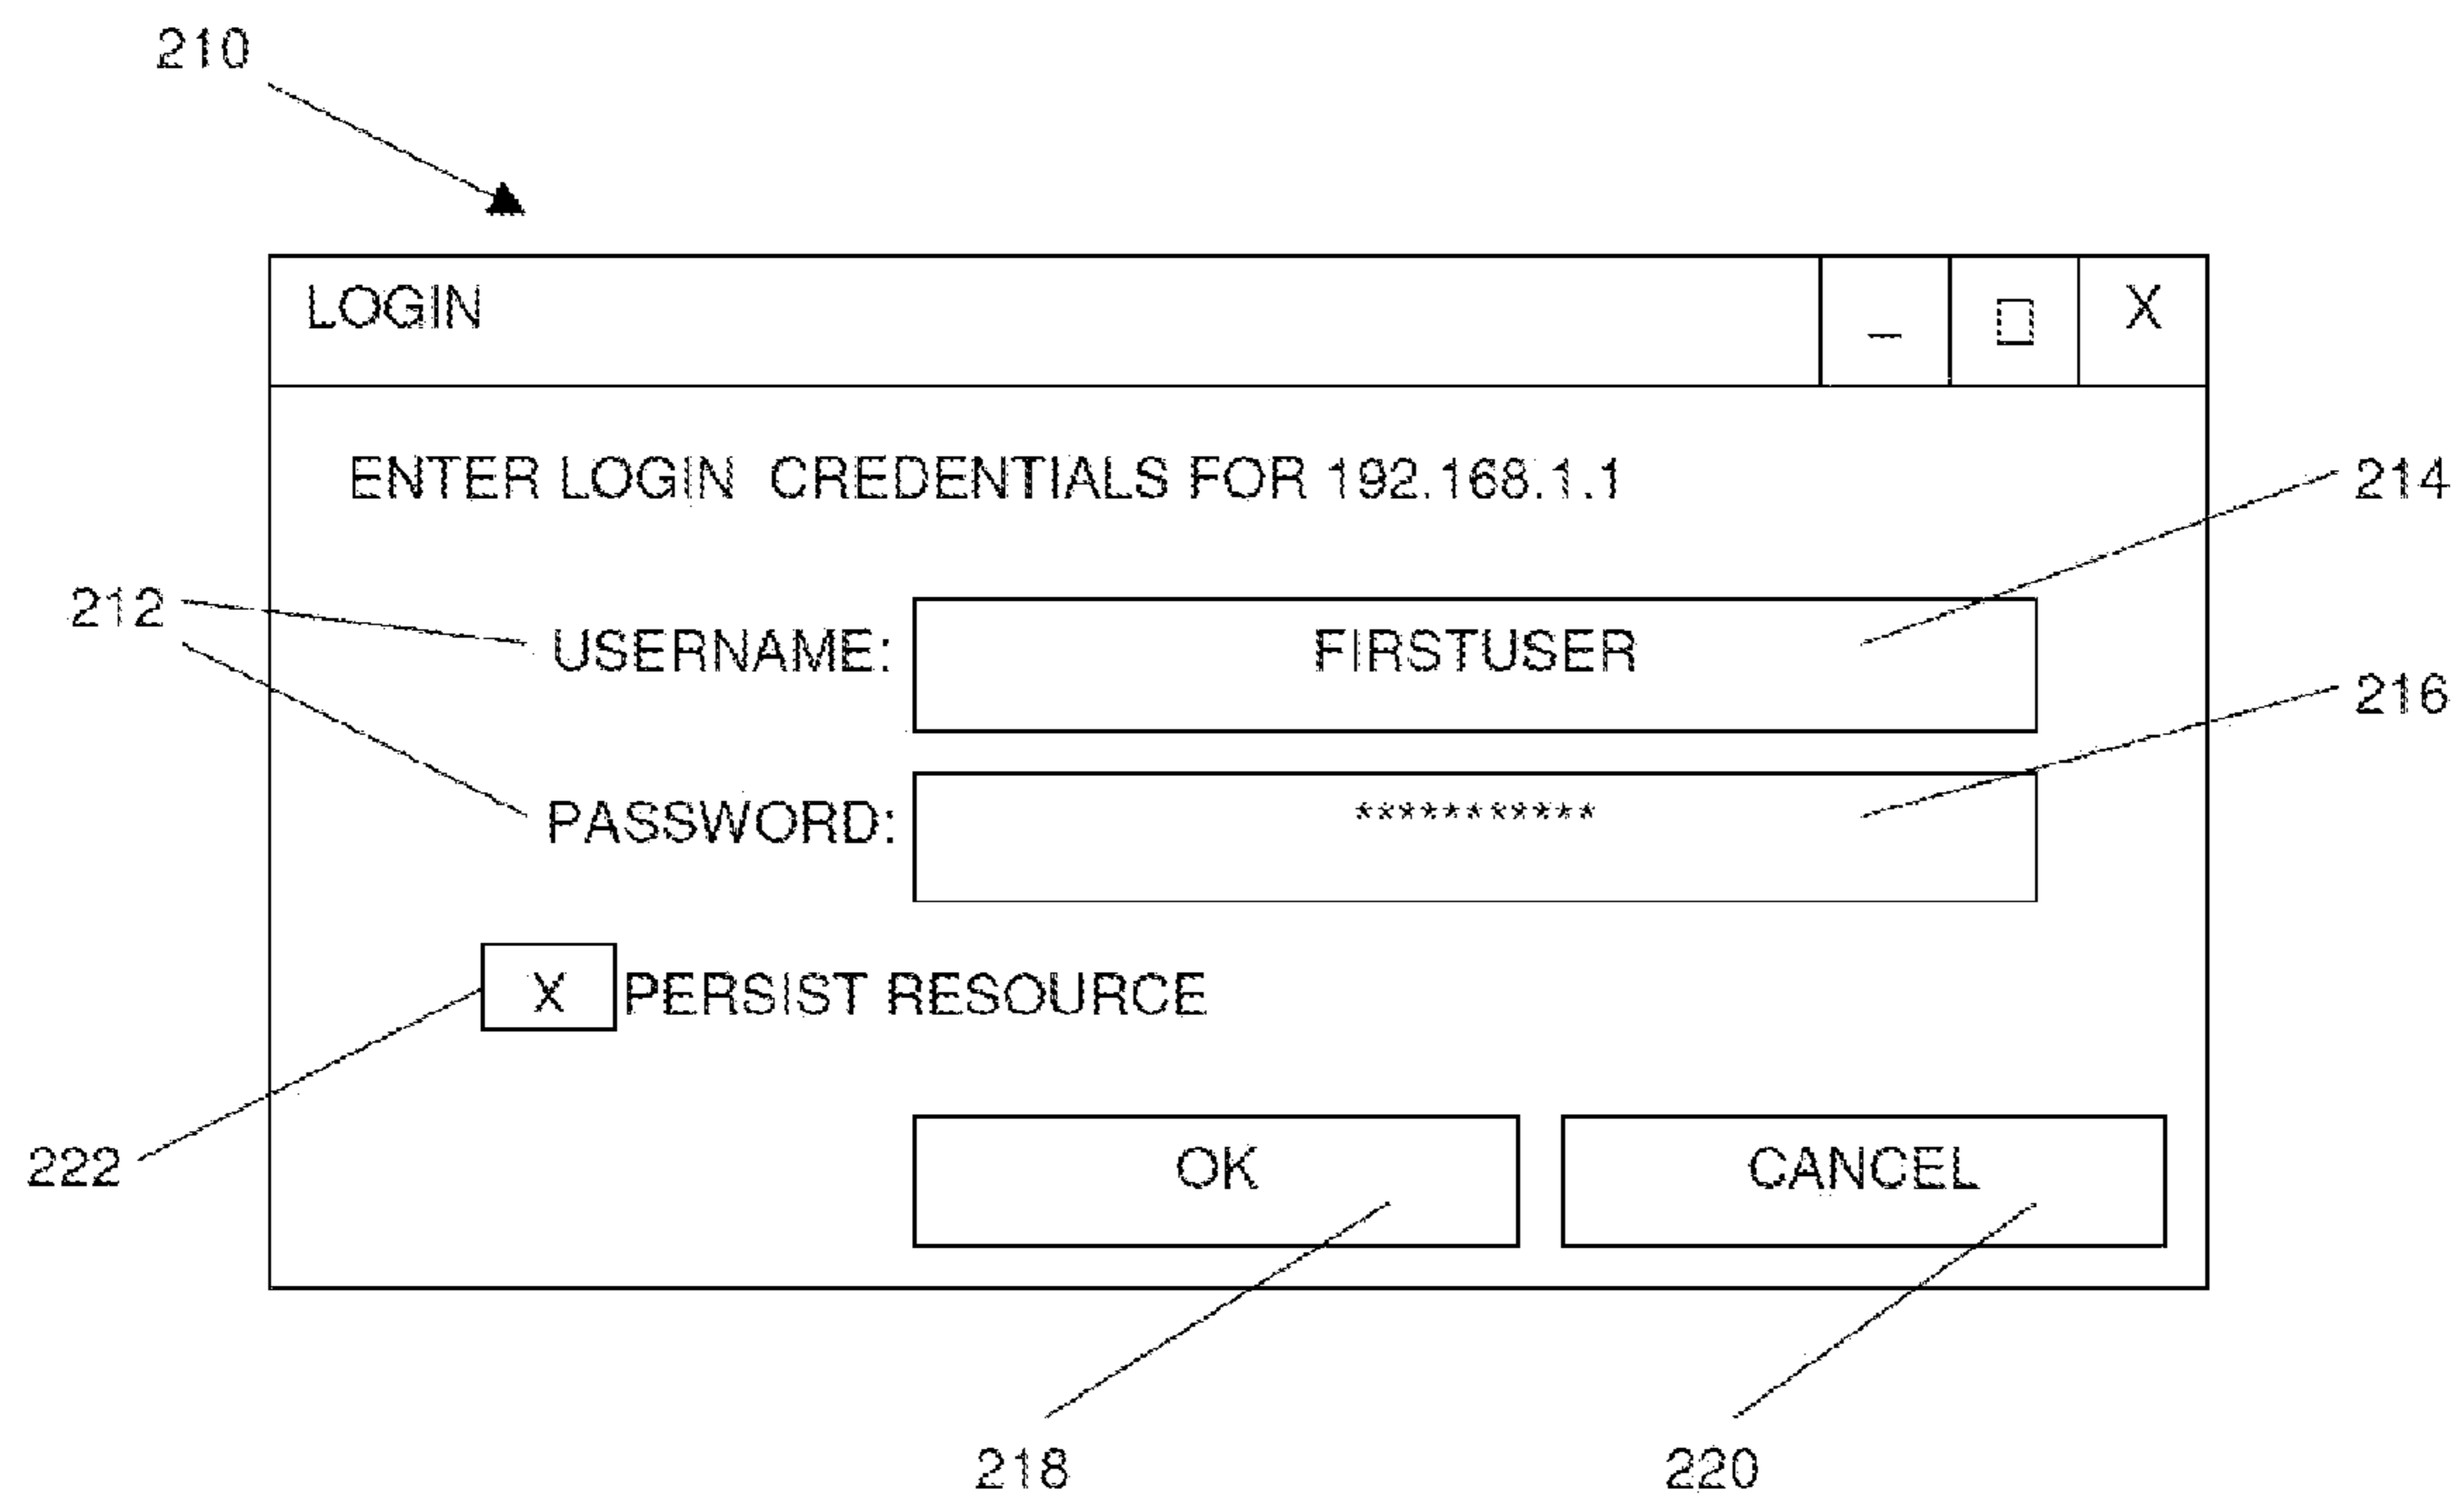 210
LOGIN _ □ X
ENTER LOGIN CREDENTIALS FOR 192.168.1.1
214
212
USERNAME: FIRSTUSER
216
PASSWORD: ***********
X PERSIST RESOURCE
222
OK CANCEL
218 220